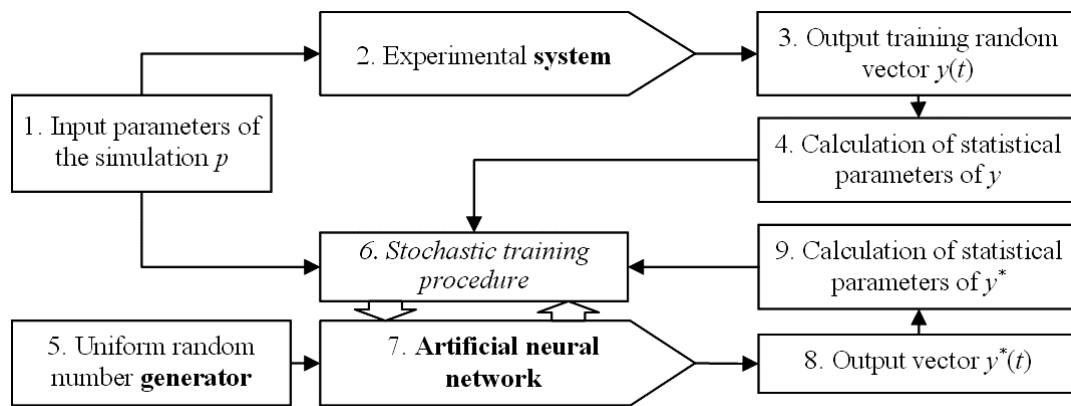 1. Input parameters of
the simulation p
2. Experimental system
3. Output training random
vector y(t)
4. Calculation of statistical
parameters of y
5. Uniform random
number generator
6. Stochastic training
procedure
7. Artificial neural
network
8. Output vector y*(t)
9. Calculation of statistical
parameters of y*